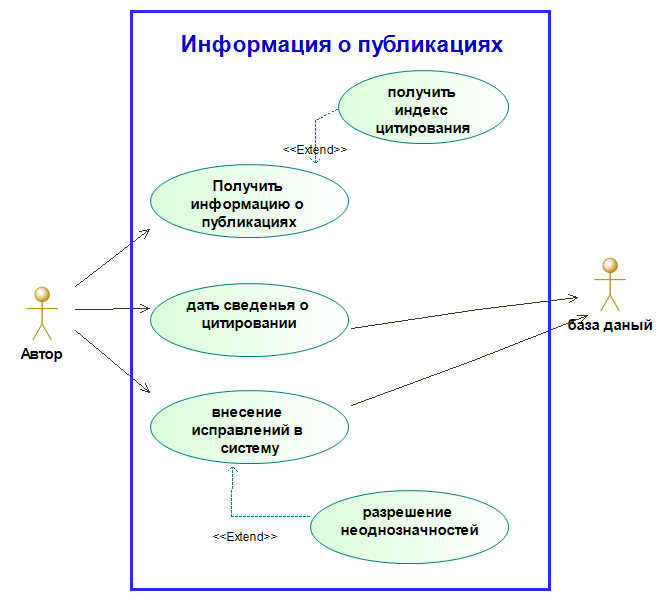 Информация о публикациях
получить
индекс
цитирования
<<Extend>>
Получить
информацию о
публикациях
дать сведенья о
цитировании
Автор
база даный
внесение
исправлений в
систему
разрешение
неоднозначностей
<<Extend>>